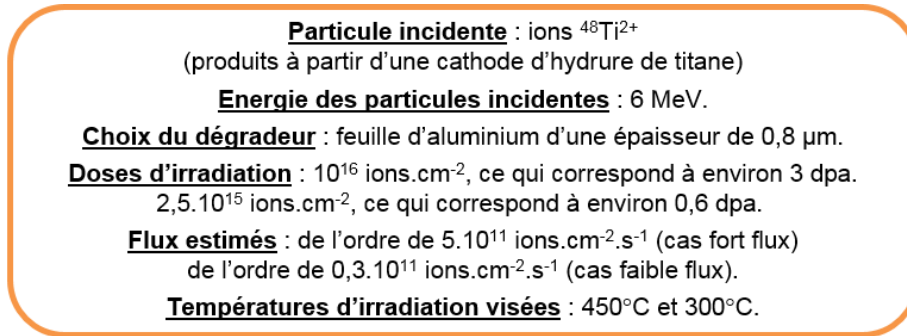 Particule incidente : ions ⁴⁸Ti²⁺
(produits à partir d'une cathode d'hydrure de titane)
Energie des particules incidentes : 6 MeV.
Choix du dégradeur : feuille d'aluminium d'une épaisseur de 0,8 µm.
Doses d'irradiation : 10¹⁶ ions.cm⁻², ce qui correspond à environ 3 dpa.
2,5.10¹⁵ ions.cm⁻², ce qui correspond à environ 0,6 dpa.
Flux estimés : de l'ordre de 5.10¹¹ ions.cm⁻².s⁻¹ (cas fort flux)
de l'ordre de 0,3.10¹¹ ions.cm⁻².s⁻¹ (cas faible flux).
Températures d'irradiation visées : 450°C et 300°C.